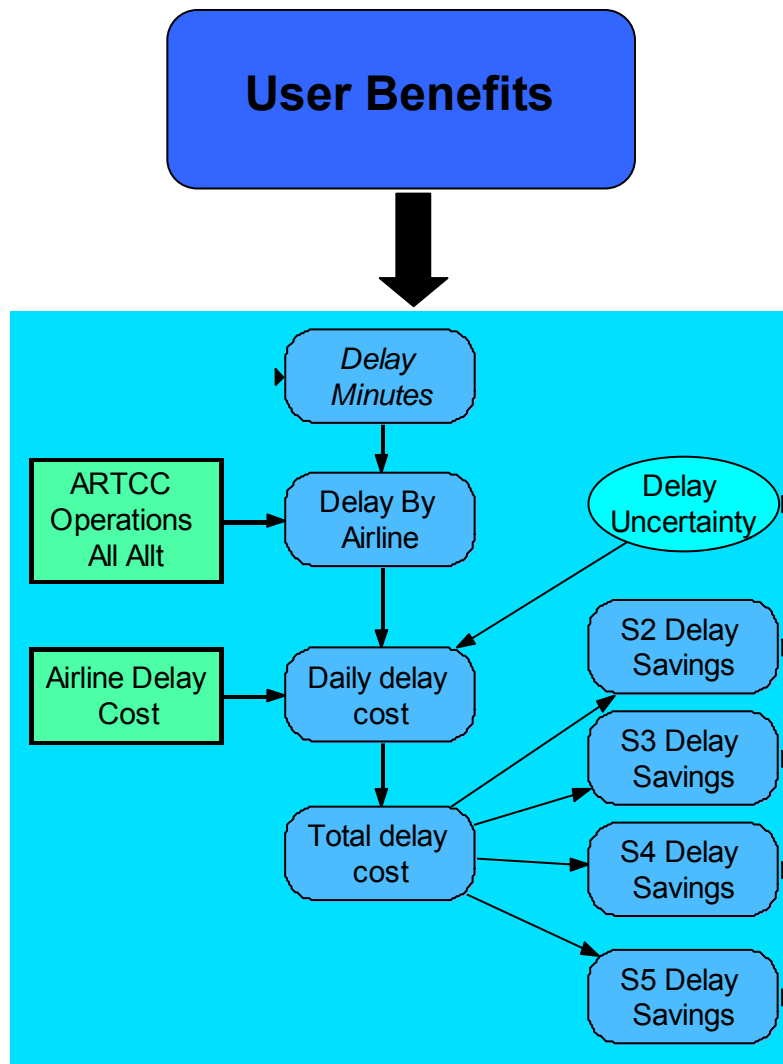 User Benefits
Delay
Minutes
ARTCC
Operations
All Allt
Delay By
Airline
Delay
Uncertainty
Airline Delay
Cost
Daily delay
cost
S2 Delay
Savings
S3 Delay
Savings
Total delay
cost
S4 Delay
Savings
S5 Delay
Savings